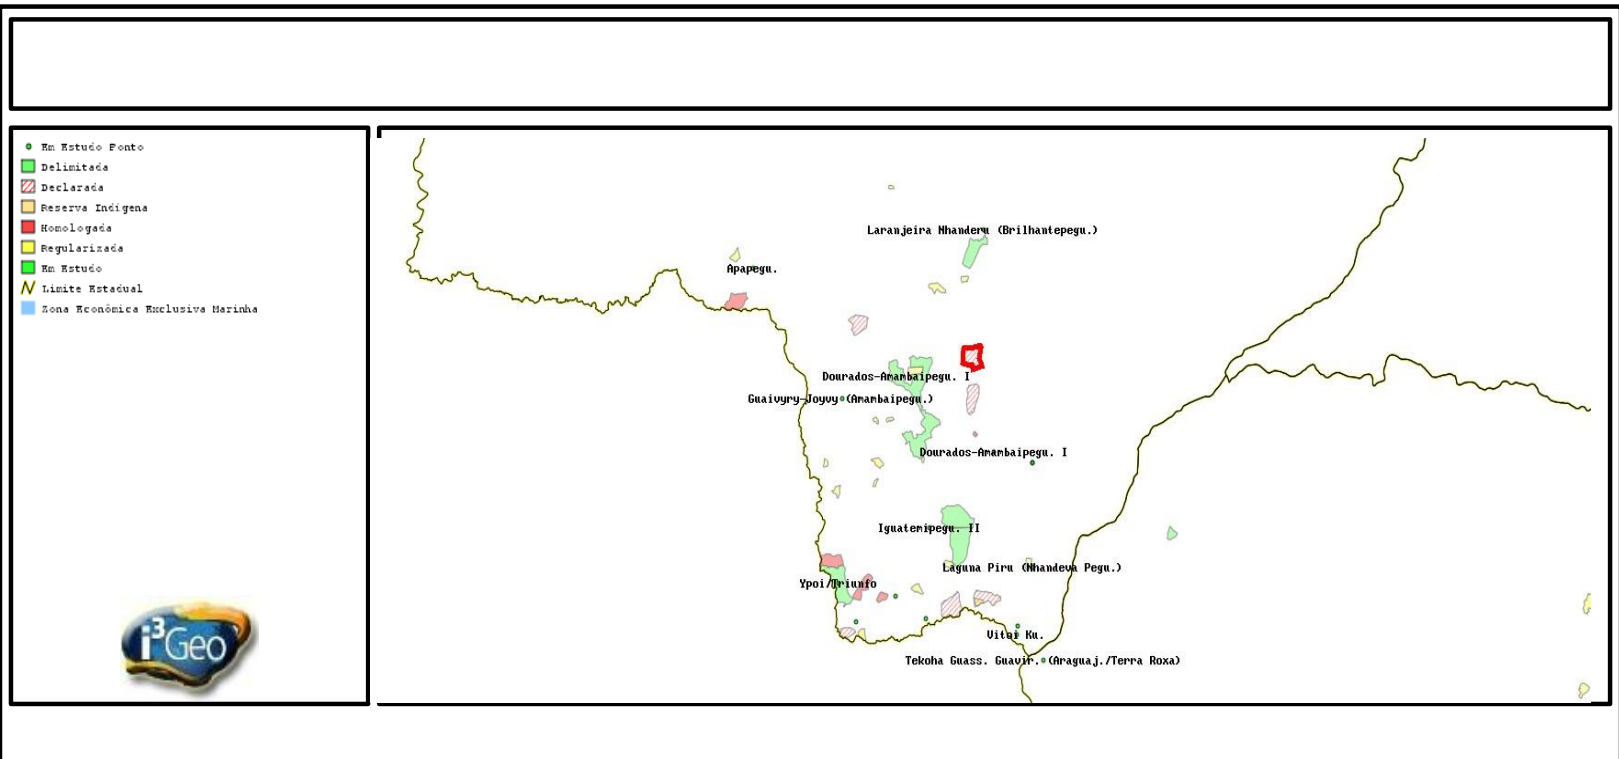 Em Estudo Ponto
Delimitada
Declarada
Reserva Indígena
Homologada
Regularizada
Em Estudo
Limite Estadual
Zona Econômica Exclusiva Marinha
i3Geo
Laranjeira Nhanderu (Brilhantepegu.)
Apapegu.
Dourados-Amambaipegu. I
Guaivyry-Joyvy (Amambaipegu.)
Dourados-Amambaipegu. I
Iguatemipegu. II
Laguna Piru (Nhandeva Pegu.)
Ypoi/Triunfo
Vitoi Ku.
Tekoha Guass. Guavir. (Araguaj./Terra Roxa)